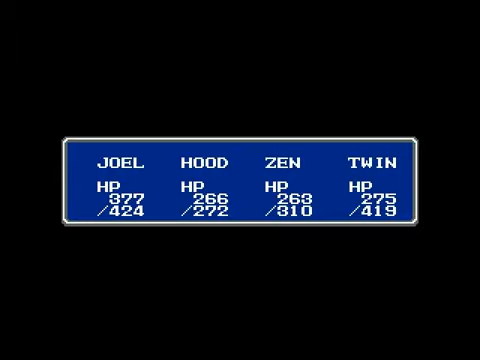 JOEL HOOD ZEN TWIN
HP HP HP HP
377 266 263 275
/424 /272 /310 /419